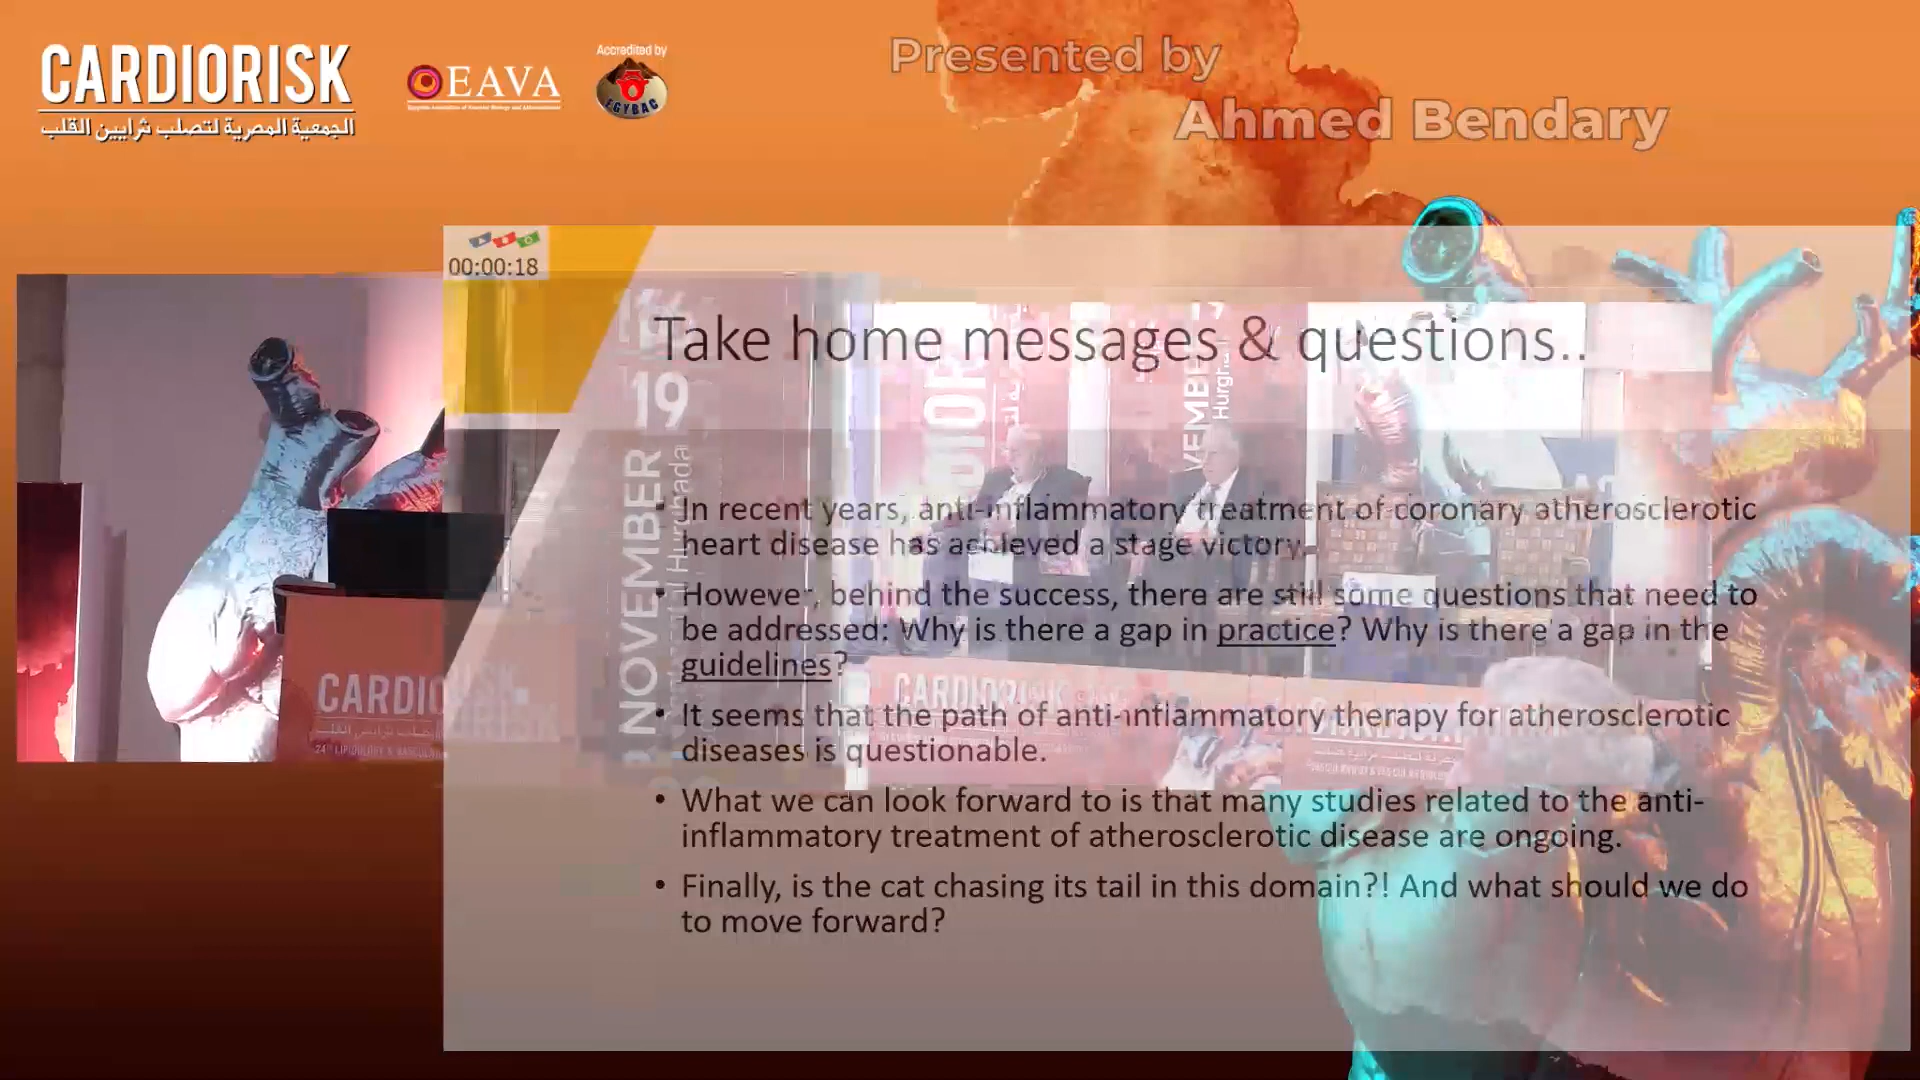 CARDIORISK
الجمعية المصرية لتصلب شرايين القلب
EAVA
Accredited by
EGYBAC
Presented by
Ahmed Bendary
00:00:18
Take home messages & questions..
19
NOVEMBER
Hurghada
• In recent years, anti-inflammatory treatment of coronary atherosclerotic
heart disease has achieved a stage victory.
• However, behind the success, there are still some questions that need to
be addressed: Why is there a gap in practice? Why is there a gap in the
guidelines?
• It seems that the path of anti-inflammatory therapy for atherosclerotic
diseases is questionable.
• What we can look forward to is that many studies related to the anti-
inflammatory treatment of atherosclerotic disease are ongoing.
• Finally, is the cat chasing its tail in this domain?! And what should we do
to move forward?
CARDIORISK
CARDIORISK